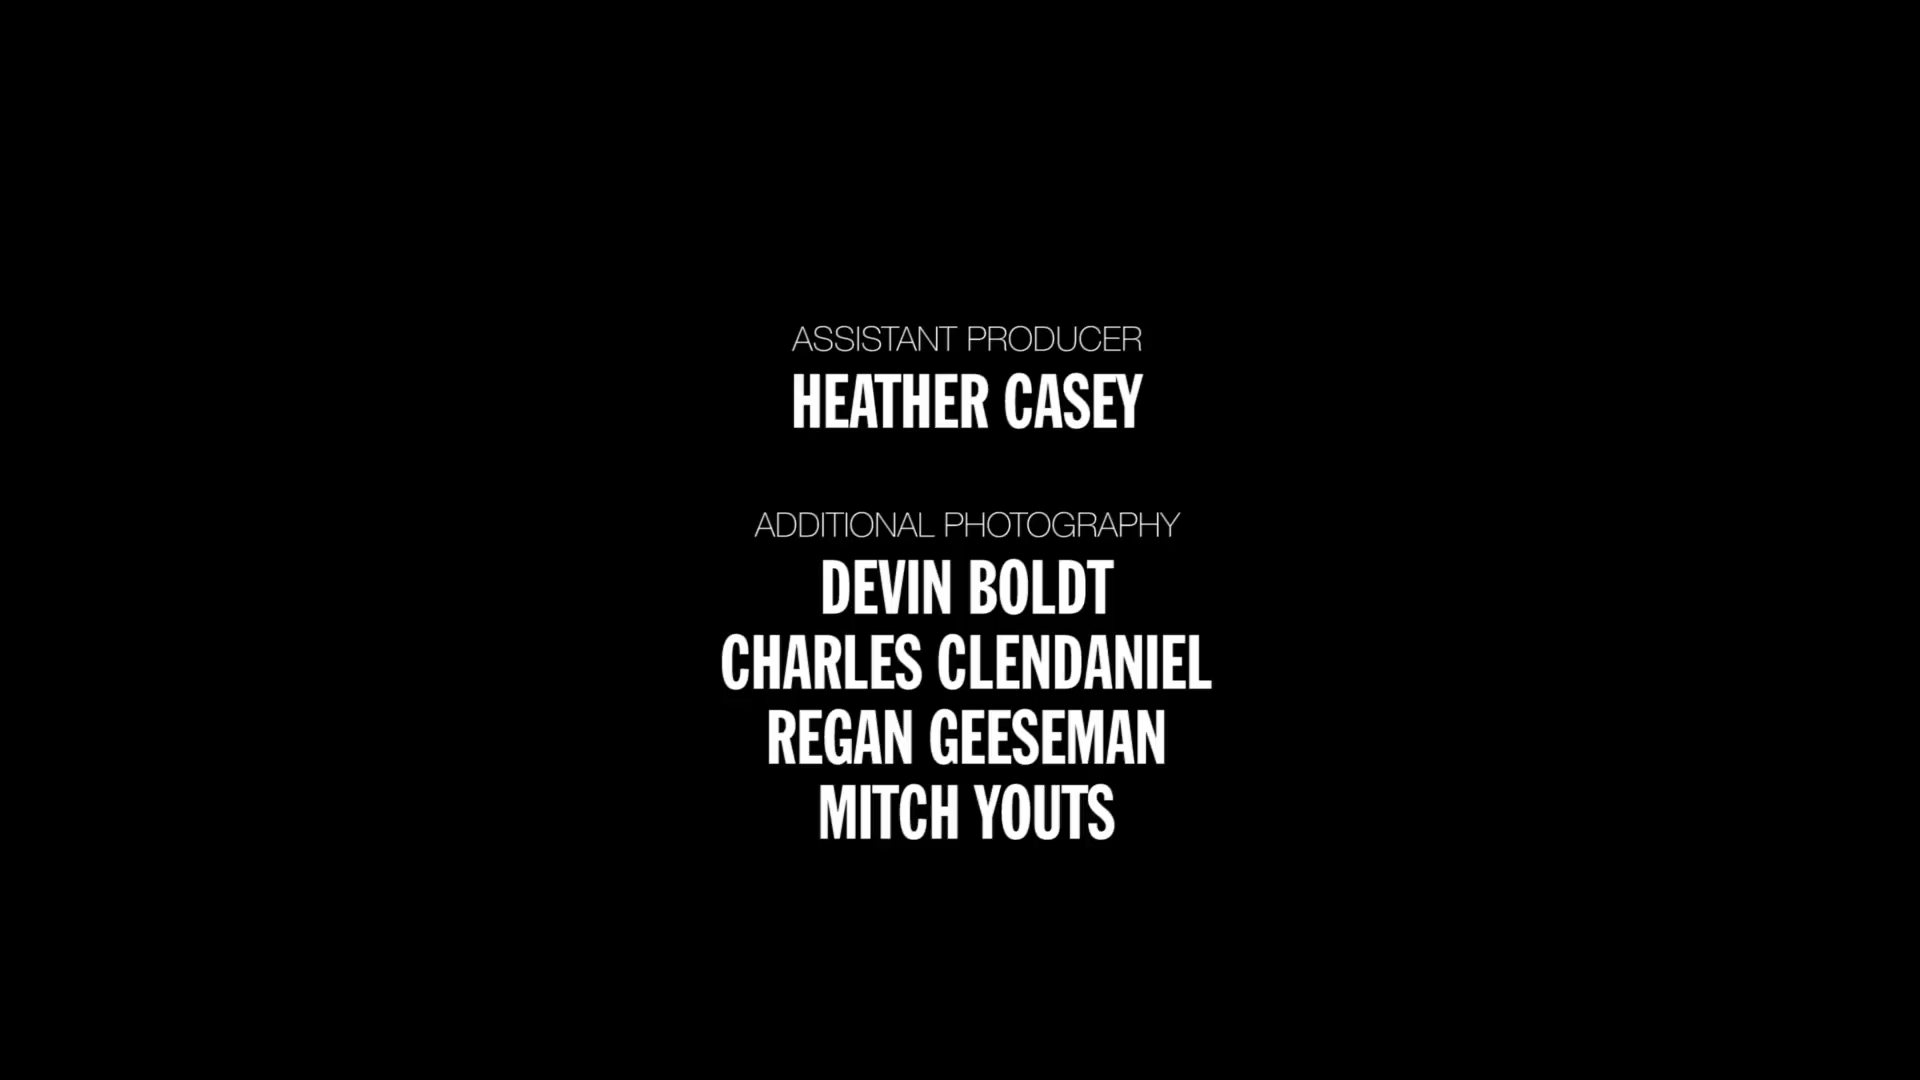 ASSISTANT PRODUCER
HEATHER CASEY
ADDITIONAL PHOTOGRAPHY
DEVIN BOLDT
CHARLES CLENDANIEL
REGAN GEESEMAN
MITCH YOUTS